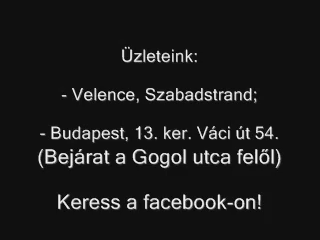 Üzleteink:
- Velence, Szabadstrand;
- Budapest, 13. ker. Váci út 54.
(Bejárat a Gogol utca felől)
Keress a facebook-on!